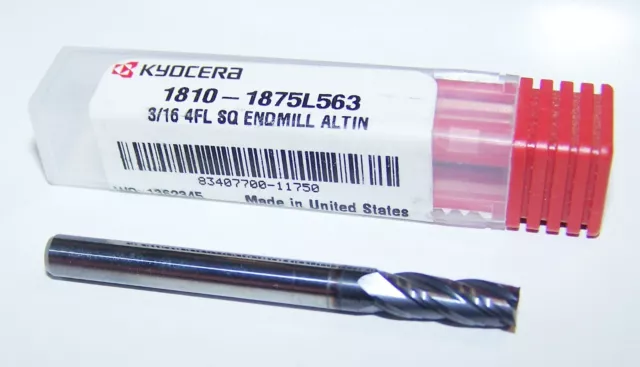 KYOCERA
1810-1875L563
3/16 4FL SQ ENDMILL ALTIN
83407700-11750
Made in United States